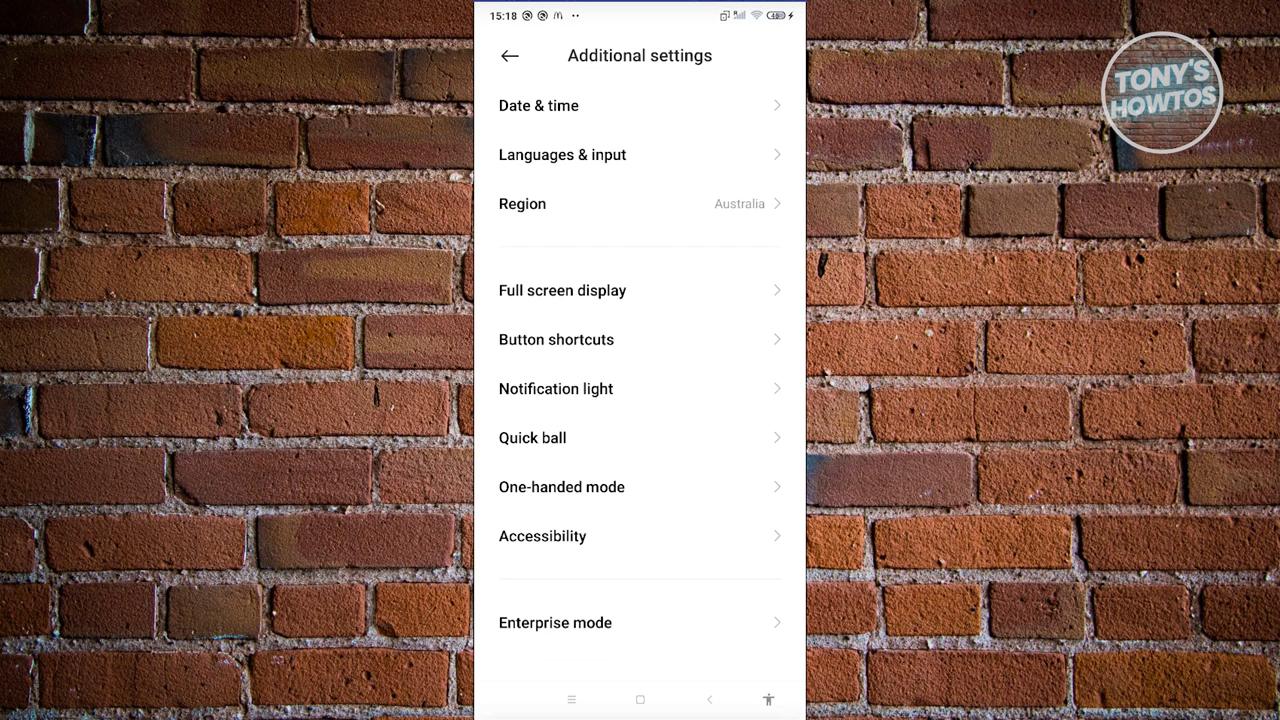 15:18
Additional settings
Date & time
Languages & input
Region Australia
Full screen display
Button shortcuts
Notification light
Quick ball
One-handed mode
Accessibility
Enterprise mode
TONY'S
HOWTOS